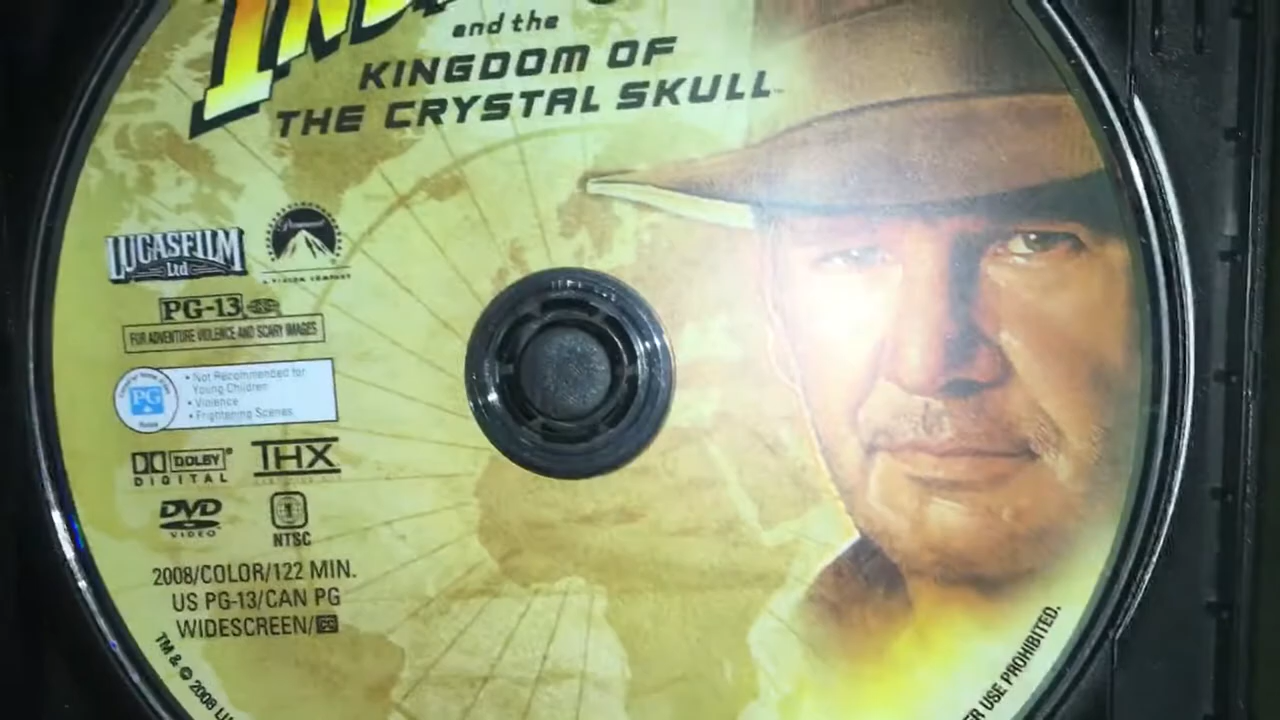 and the
KINGDOM OF
THE CRYSTAL SKULL
LUCASFILM
Ltd
Paramount
PG-13
FOR ADVENTURE VIOLENCE AND SCARY IMAGES
PG
• Not Recommended for
Young Children
• Violence
• Frightening Scenes
DOLBY
DIGITAL
THX
DVD
VIDEO
NTSC
2008/COLOR/122 MIN.
US PG-13/CAN PG
WIDESCREEN/CC
TM & © 2008
USE PROHIBITED.